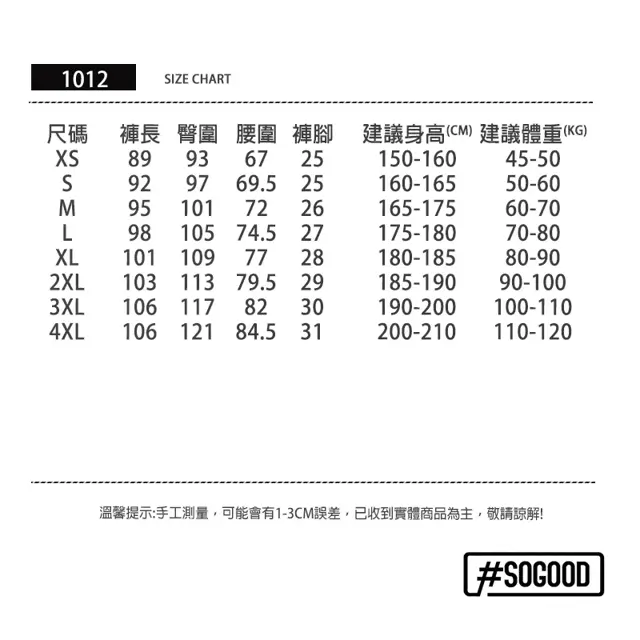 1012 SIZE CHART
尺碼 褲長 臀圍 腰圍 褲腳 建議身高(CM) 建議體重(KG)
XS 89 93 67 25 150-160 45-50
S 92 97 69.5 25 160-165 50-60
M 95 101 72 26 165-175 60-70
L 98 105 74.5 27 175-180 70-80
XL 101 109 77 28 180-185 80-90
2XL 103 113 79.5 29 185-190 90-100
3XL 106 117 82 30 190-200 100-110
4XL 106 121 84.5 31 200-210 110-120
溫馨提示:手工測量，可能會有1-3CM誤差，已收到實體商品為主，敬請諒解!
#SOGOOD